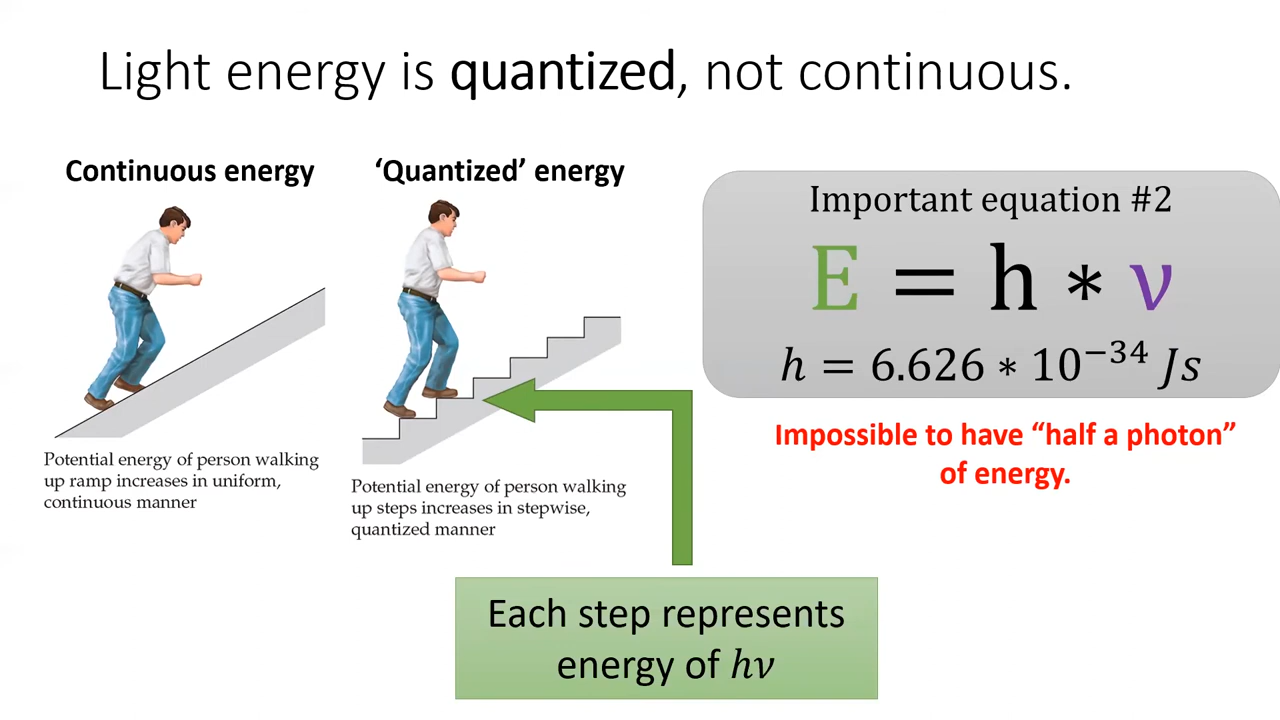 Light energy is quantized, not continuous.
Continuous energy
‘Quantized’ energy
Potential energy of person walking
up ramp increases in uniform,
continuous manner
Potential energy of person walking
up steps increases in stepwise,
quantized manner
Important equation #2
E = h * ν
h = 6.626 * 10⁻³⁴ Js
Impossible to have “half a photon”
of energy.
Each step represents
energy of hν